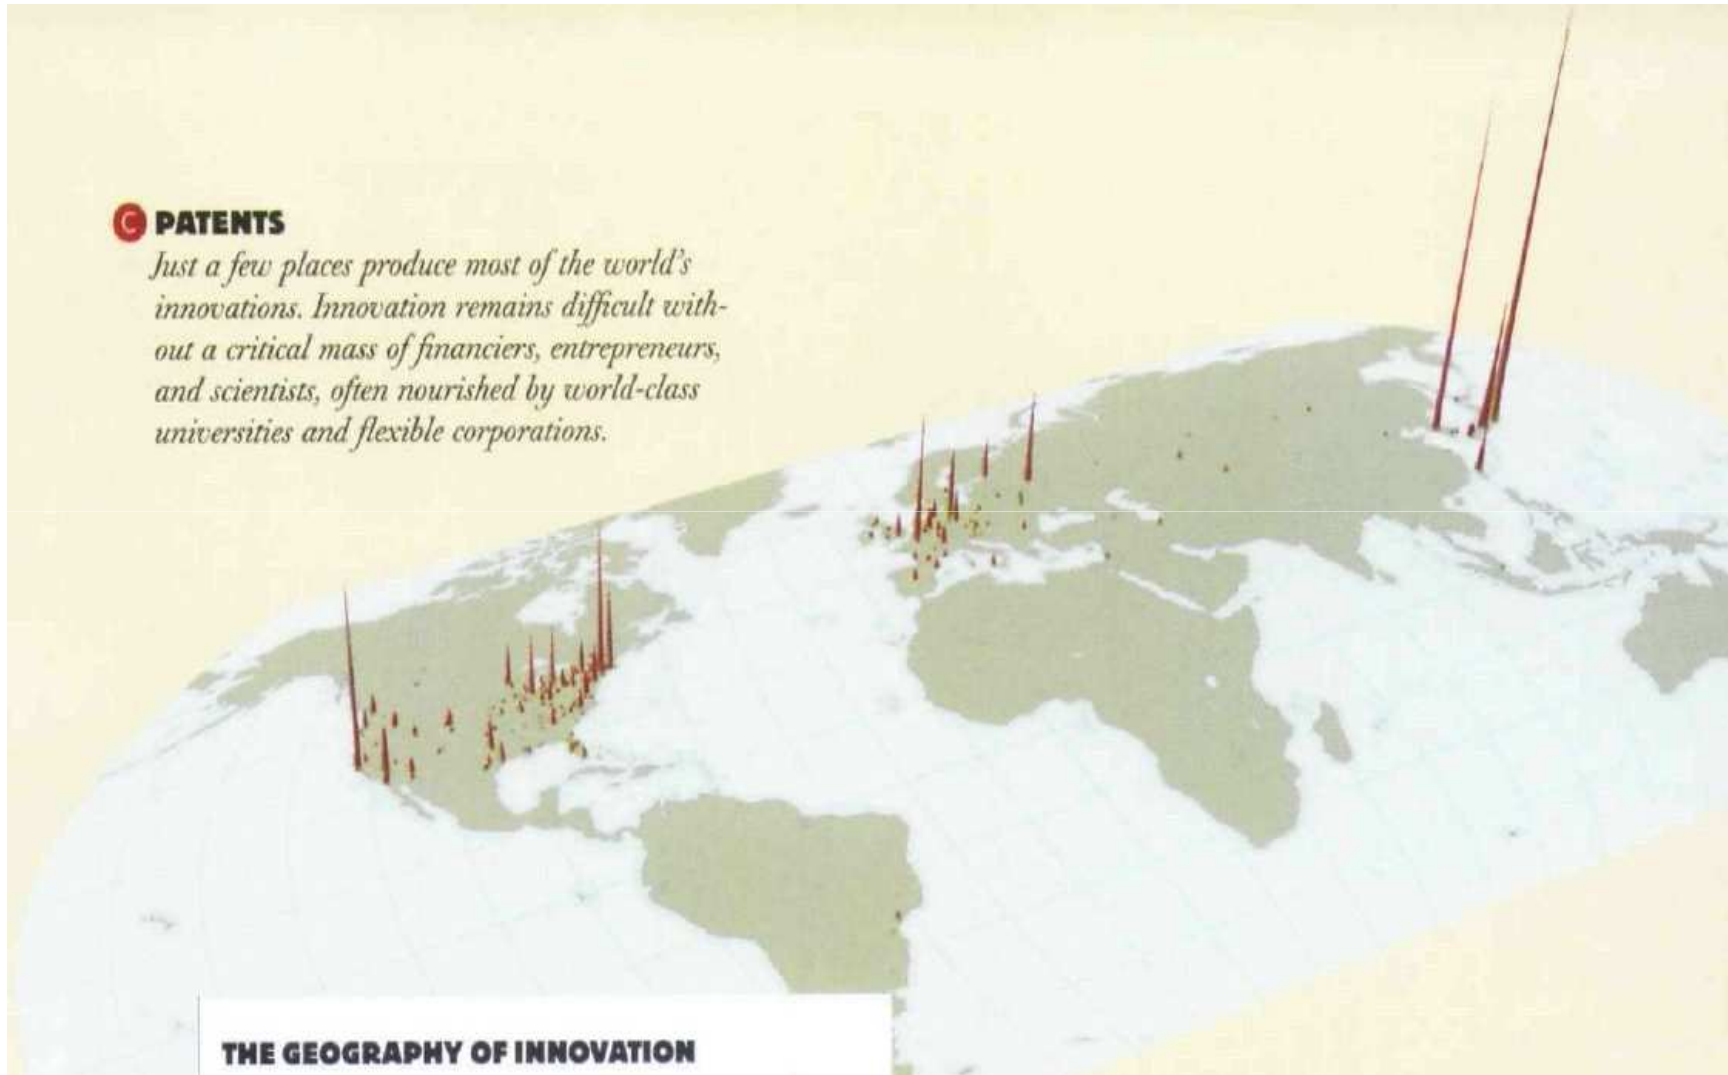 C PATENTS
Just a few places produce most of the world's
innovations. Innovation remains difficult with-
out a critical mass of financiers, entrepreneurs,
and scientists, often nourished by world-class
universities and flexible corporations.
THE GEOGRAPHY OF INNOVATION